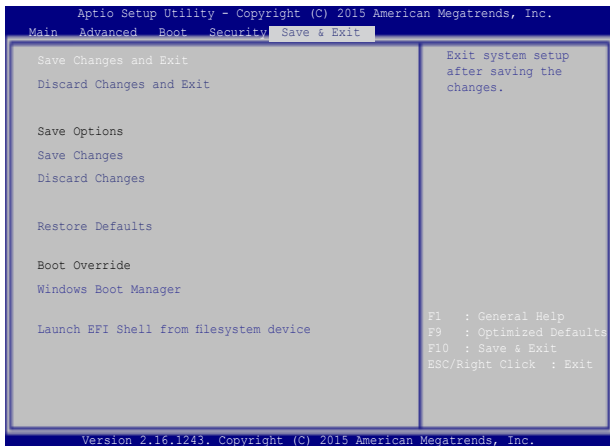 Aptio Setup Utility - Copyright (C) 2015 American Megatrends, Inc.
Main Advanced Boot Security Save & Exit
Save Changes and Exit
Discard Changes and Exit
Save Options
Save Changes
Discard Changes
Restore Defaults
Boot Override
Windows Boot Manager
Launch EFI Shell from filesystem device
Exit system setup
after saving the
changes.
F1 : General Help
F9 : Optimized Defaults
F10 : Save & Exit
ESC/Right Click : Exit
Version 2.16.1243. Copyright (C) 2015 American Megatrends, Inc.